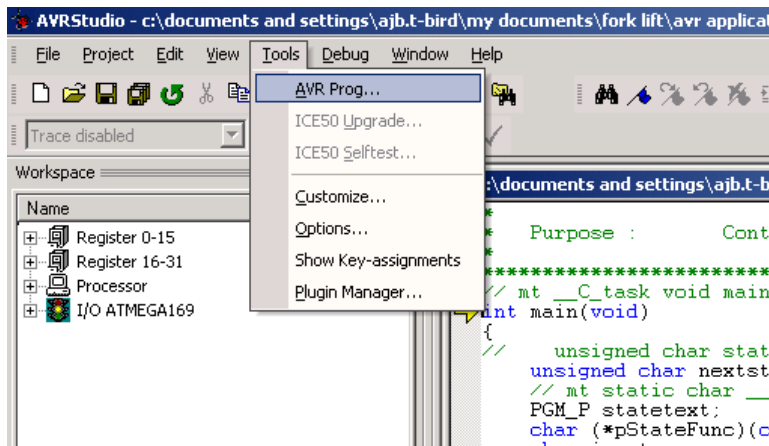 AVRStudio - c:\documents and settings\ajb.t-bird\my documents\fork lift\avr applica
File Project Edit View Tools Debug Window Help
AVR Prog...
Trace disabled
ICE50 Upgrade...
ICE50 Selftest...
Customize...
Options...
Show Key-assignments
Plugin Manager...
Workspace
Name
Register 0-15
Register 16-31
Processor
I/O ATMEGA169
:\documents and settings\ajb.t-b
*
* Purpose : Cont
*
*************************
// mt __C_task void main
int main(void)
{
// unsigned char stat
unsigned char nextst
// mt static char __
PGM_P statetext;
char (*pStateFunc)(c